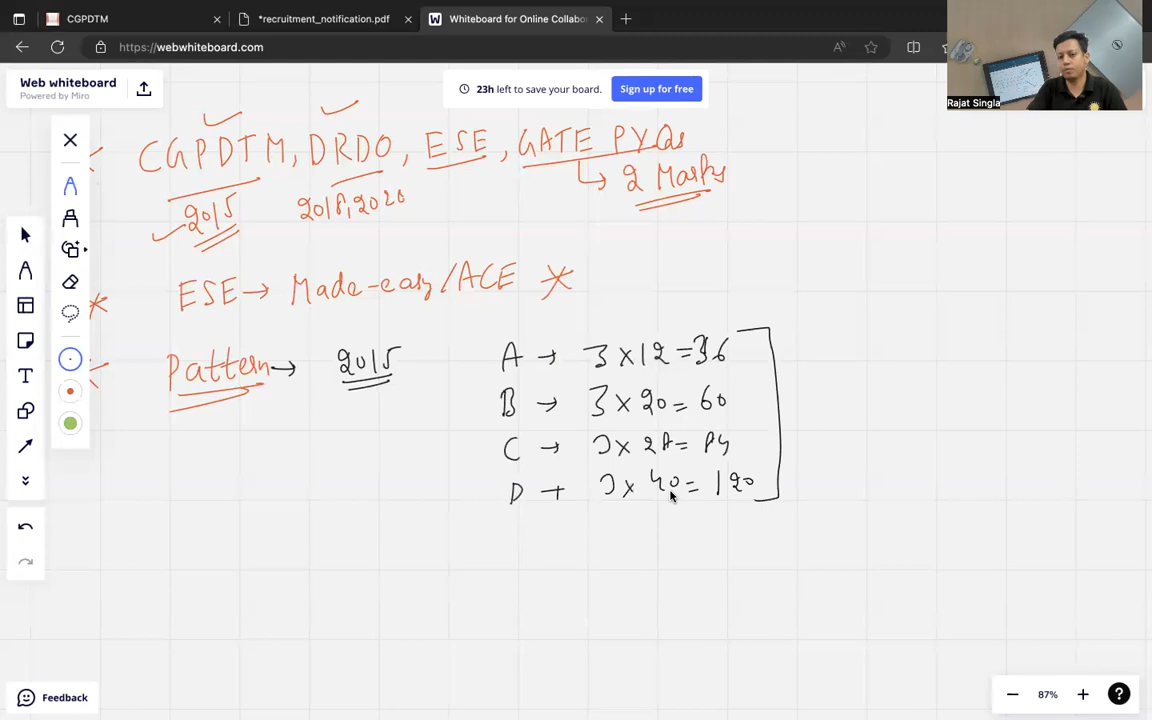 CGPDTM
*recruitment_notification.pdf
Whiteboard for Online Collabo
https://webwhiteboard.com
Rajat Singla
Web whiteboard
Powered by Miro
23h left to save your board.
Sign up for free
CGPDTM, DRDO, ESE, GATE PYQs
→ 2 Marks
2015
2018, 2020
ESE → Made-easy/ACE
Pattern → 2015
A → 3 × 12 = 36
B → 3 × 20 = 60
C → 3 × 28 = 84
D → 3 × 40 = 120
Feedback
87%